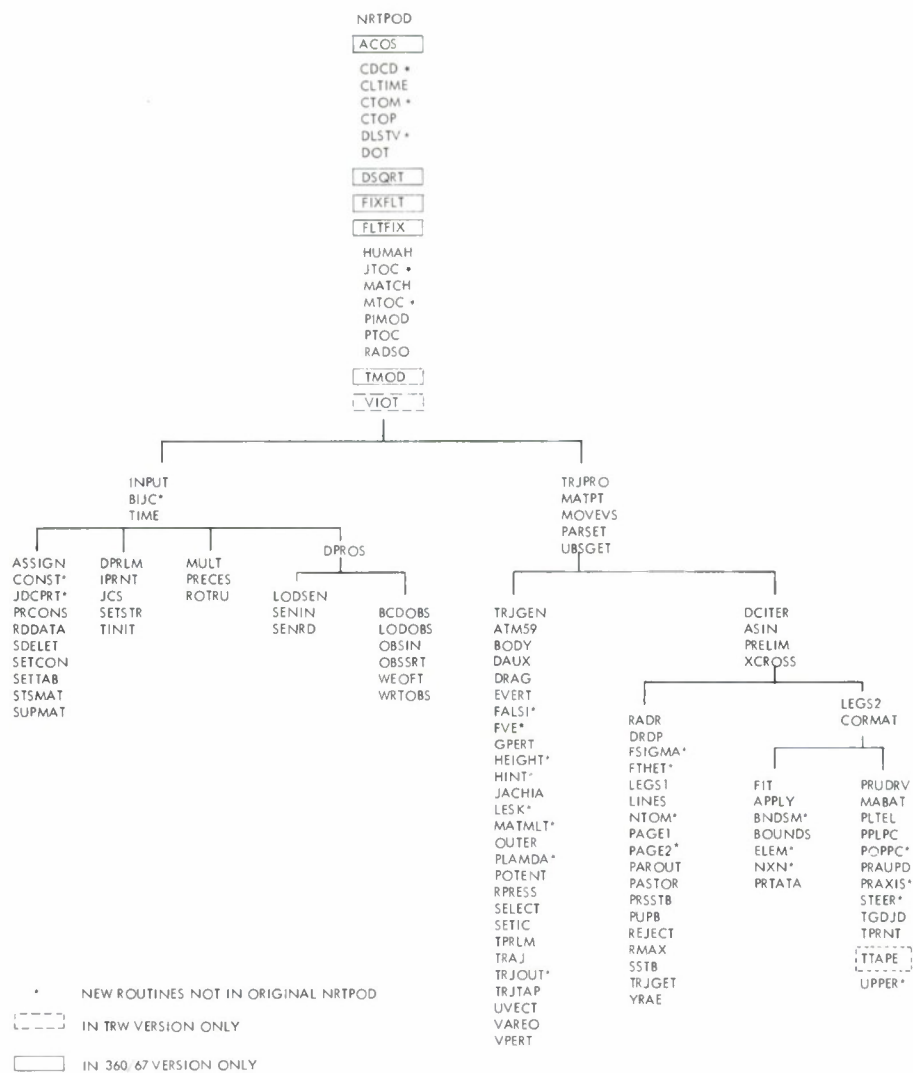 NRTPOD
ACOS
CDCD *
CLTIME
CTOM *
CTOP
DLSTV *
DOT
DSQRT
FIXFLT
FLTFIX
HUMAH
JTOC *
MATCH
MTOC *
PIMOD
PTOC
RADSO
TMOD
VIOT
INPUT
BIJC*
TIME
TRJPRO
MATPT
MOVEVS
PARSET
UBSGET
ASSIGN
CONST*
JDCPRT*
PRCONS
RDDATA
SDELET
SETCON
SETTAB
STSMAT
SUPMAT
DPRLM
IPRNT
JCS
SETSTR
TINIT
MULT
PRECES
ROTRU
DPROS
LODSEN
SENIN
SENRD
BCDOBS
LODOBS
OBSIN
OBSSRT
WEOFT
WRTOBS
TRJGEN
ATM59
BODY
DAUX
DRAG
EVERT
FALSI*
FVE*
GPERT
HEIGHT*
HINT*
JACHIA
LESK*
MATMLT*
OUTER
PLAMDA*
POTENT
RPRESS
SELECT
SETIC
TPRLM
TRAJ
TRJOUT*
TRJTAP
UVECT
VAREO
VPERT
DCITER
ASIN
PRELIM
XCROSS
RADR
DRDP
FSIGMA*
FTHET*
LEGS1
LINES
NTOM*
PAGE1
PAGE2*
PAROUT
PASTOR
PRSSTB
PUPB
REJECT
RMAX
SSTB
TRJGET
YRAE
LEGS2
CORMAT
FIT
APPLY
BNDSM*
BOUNDS
ELEM*
NXN*
PRTATA
PRUDRV
MABAT
PLTEL
PPLPC
POPPC*
PRAUPD
PRAXIS*
STEER*
TGDJD
TPRNT
TTAPE
UPPER*
* NEW ROUTINES NOT IN ORIGINAL NRTPOD
IN TRW VERSION ONLY
IN 360/67 VERSION ONLY